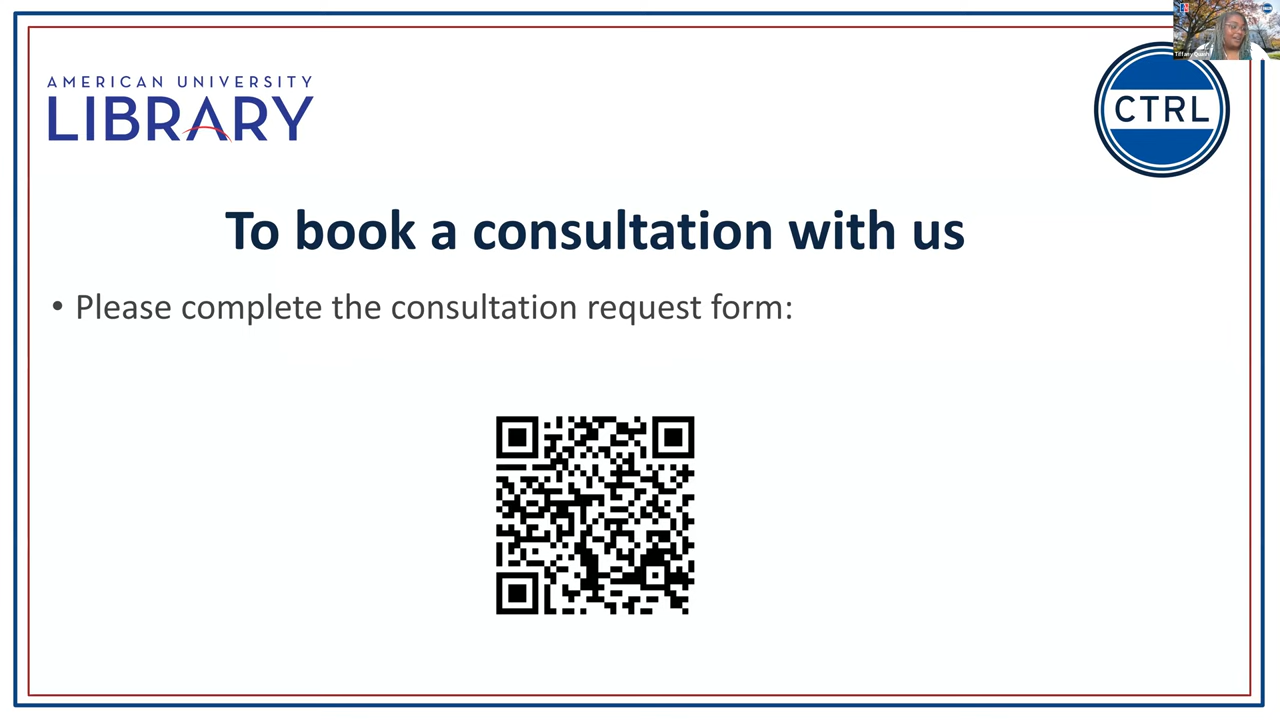 AMERICAN UNIVERSITY
LIBRARY
CTRL
To book a consultation with us
• Please complete the consultation request form: